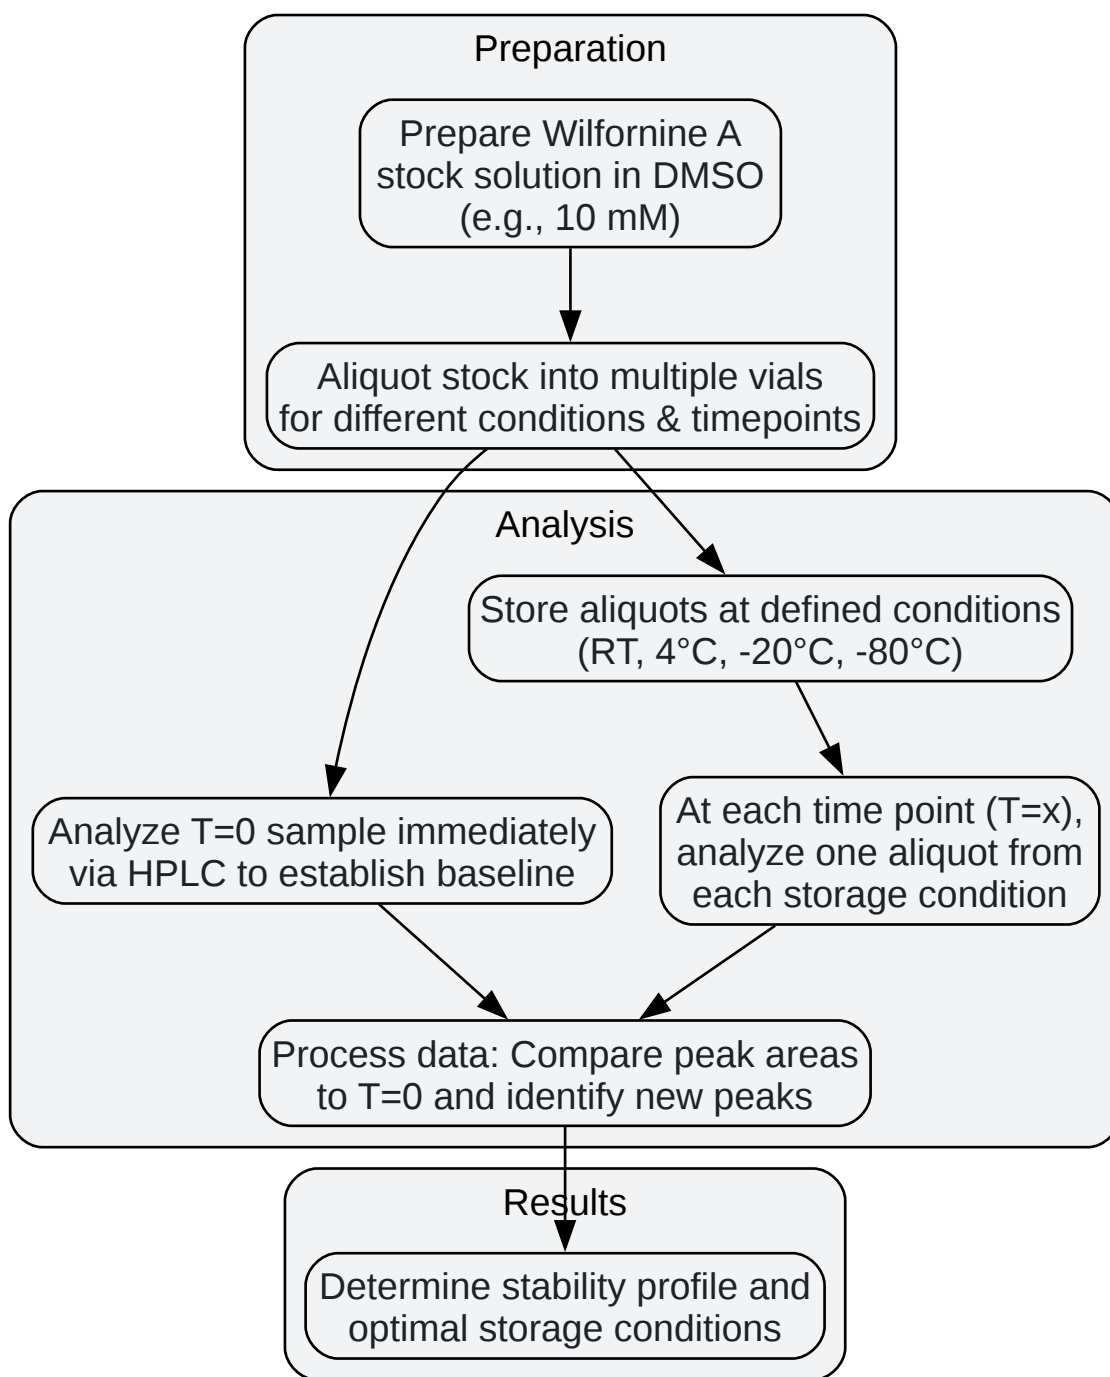 Preparation
Prepare Wilfornine A
stock solution in DMSO
(e.g., 10 mM)
Aliquot stock into multiple vials
for different conditions & timepoints
Analysis
Store aliquots at defined conditions
(RT, 4°C, -20°C, -80°C)
Analyze T=0 sample immediately
via HPLC to establish baseline
At each time point (T=x),
analyze one aliquot from
each storage condition
Process data: Compare peak areas
to T=0 and identify new peaks
Results
Determine stability profile and
optimal storage conditions